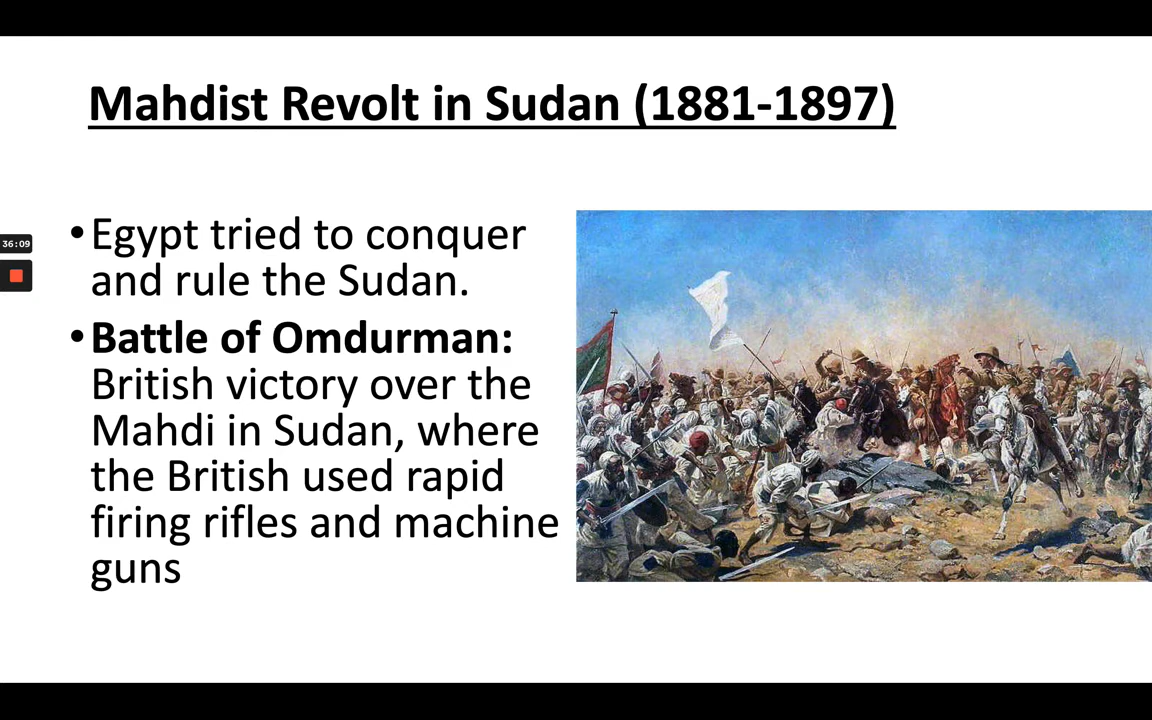 Mahdist Revolt in Sudan (1881-1897)
36:09
•Egypt tried to conquer
and rule the Sudan.
•Battle of Omdurman:
British victory over the
Mahdi in Sudan, where
the British used rapid
firing rifles and machine
guns